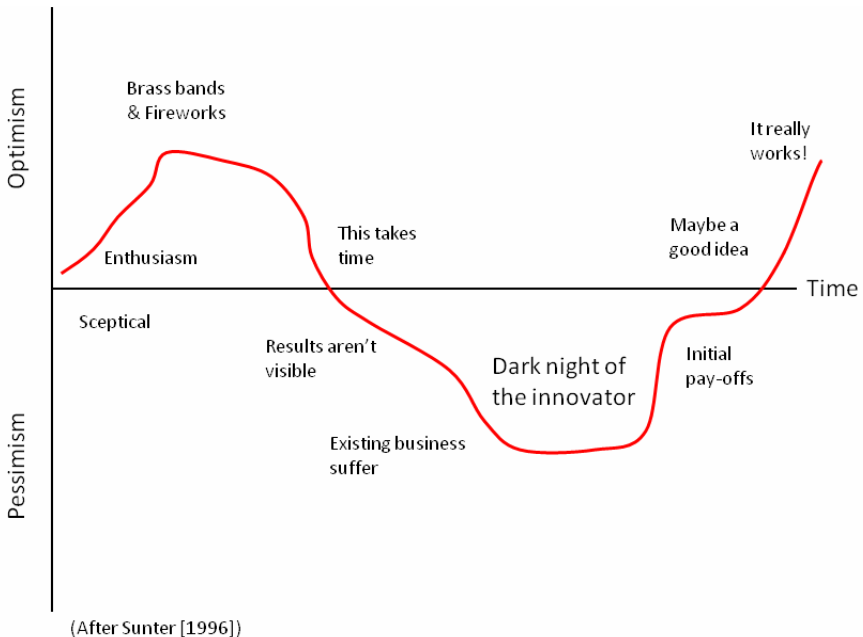 Optimism
Brass bands
& Fireworks
It really
works!
This takes
time
Maybe a
good idea
Enthusiasm
Time
Sceptical
Results aren't
visible
Dark night of
the innovator
Initial
pay-offs
Existing business
suffer
Pessimism
(After Sunter [1996])